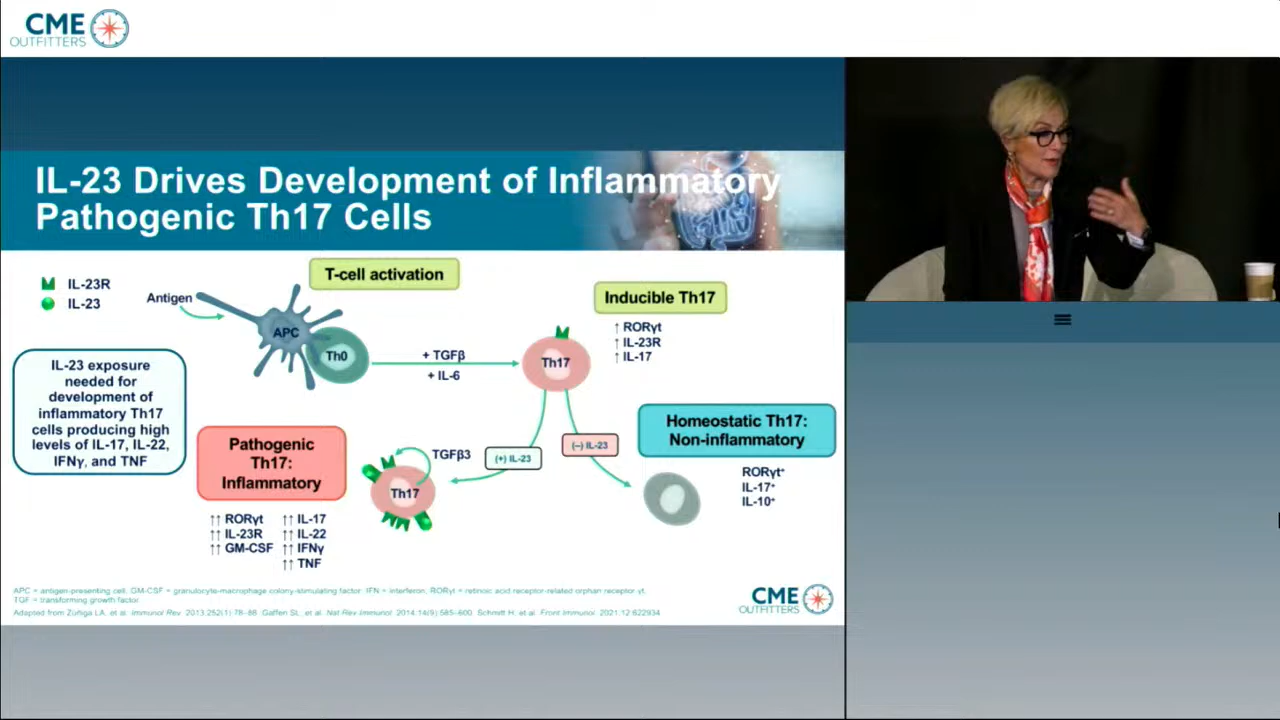 CME
OUTFITTERS
IL-23 Drives Development of Inflammatory
Pathogenic Th17 Cells
IL-23R
IL-23
Antigen
APC
Th0
T-cell activation
+ TGFβ
+ IL-6
Th17
Inducible Th17
↑ RORγt
↑ IL-23R
↑ IL-17
IL-23 exposure
needed for
development of
inflammatory Th17
cells producing high
levels of IL-17, IL-22,
IFNγ, and TNF
Pathogenic
Th17:
Inflammatory
↑↑ RORγt
↑↑ IL-23R
↑↑ GM-CSF
↑↑ IL-17
↑↑ IL-22
↑↑ IFNγ
↑↑ TNF
TGFβ3
Th17
(+) IL-23
(–) IL-23
Homeostatic Th17:
Non-inflammatory
RORγt+
IL-17+
IL-10+
APC = antigen-presenting cell; GM-CSF = granulocyte-macrophage colony-stimulating factor; IFN = interferon; RORγt = retinoic acid receptor-related orphan receptor γt;
TGF = transforming growth factor.
Adapted from Zúñiga LA, et al. Immunol Rev. 2013;252(1):78–88. Gaffen SL, et al. Nat Rev Immunol. 2014;14(9):585–600. Schmitt H, et al. Front Immunol. 2021;12:622934
CME
OUTFITTERS